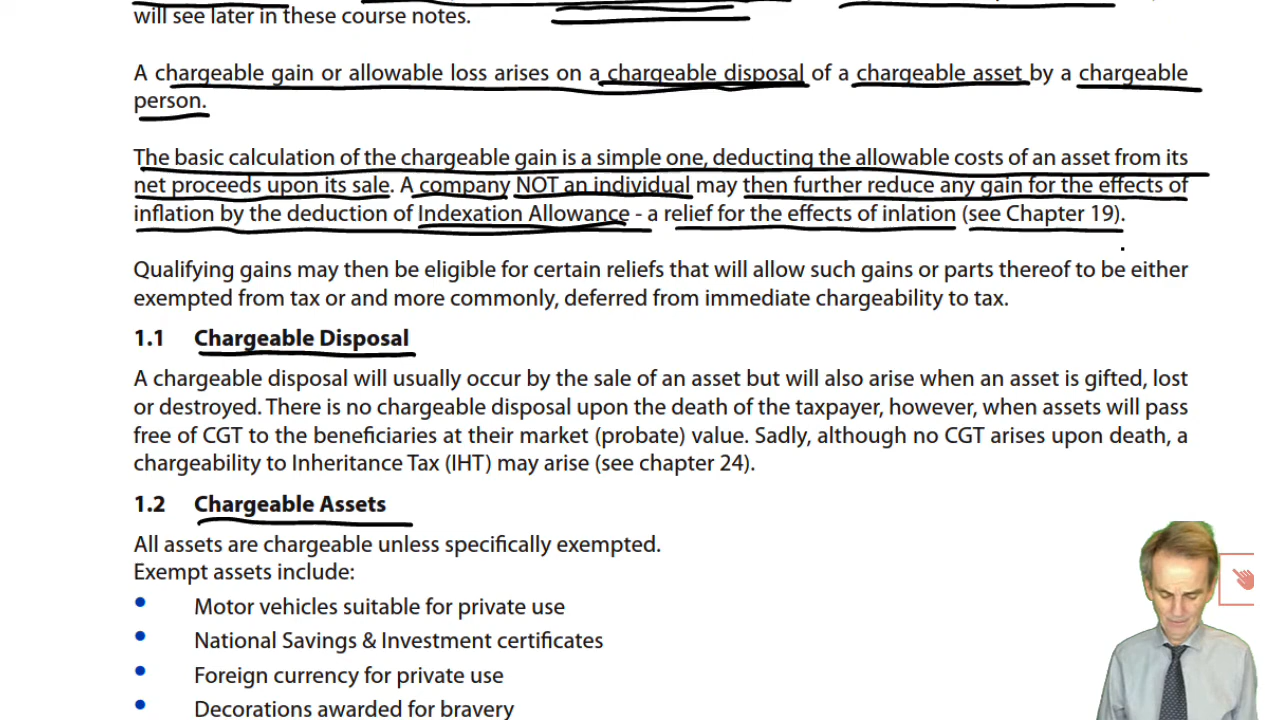 will see later in these course notes.
A chargeable gain or allowable loss arises on a chargeable disposal of a chargeable asset by a chargeable
person.
The basic calculation of the chargeable gain is a simple one, deducting the allowable costs of an asset from its
net proceeds upon its sale. A company NOT an individual may then further reduce any gain for the effects of
inflation by the deduction of Indexation Allowance - a relief for the effects of inlation (see Chapter 19).
Qualifying gains may then be eligible for certain reliefs that will allow such gains or parts thereof to be either
exempted from tax or and more commonly, deferred from immediate chargeability to tax.
1.1 Chargeable Disposal
A chargeable disposal will usually occur by the sale of an asset but will also arise when an asset is gifted, lost
or destroyed. There is no chargeable disposal upon the death of the taxpayer, however, when assets will pass
free of CGT to the beneficiaries at their market (probate) value. Sadly, although no CGT arises upon death, a
chargeability to Inheritance Tax (IHT) may arise (see chapter 24).
1.2 Chargeable Assets
All assets are chargeable unless specifically exempted.
Exempt assets include:
• Motor vehicles suitable for private use
• National Savings & Investment certificates
• Foreign currency for private use
• Decorations awarded for bravery